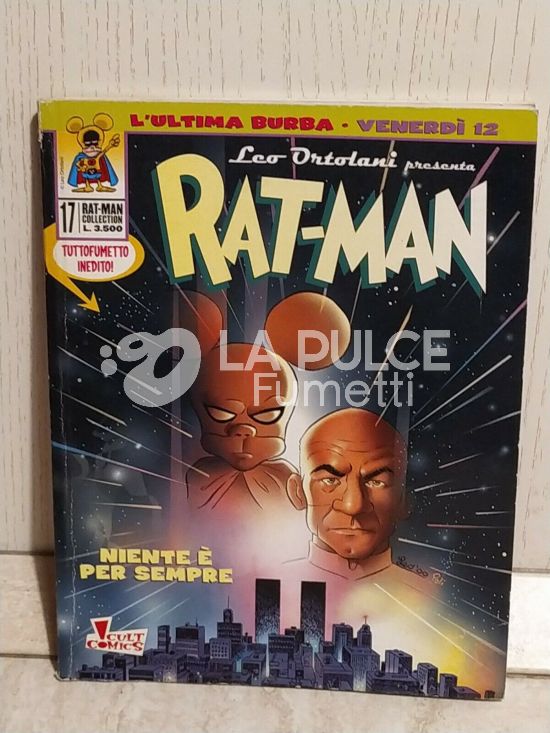 L'ULTIMA BURBA • VENERDÌ 12
Leo Ortolani presenta
RAT-MAN
17
RAT-MAN
COLLECTION
L. 3.500
TUTTOFUMETTO
INEDITO!
LA PULCE
Fumetti
NIENTE È
PER SEMPRE
CULT
COMICS